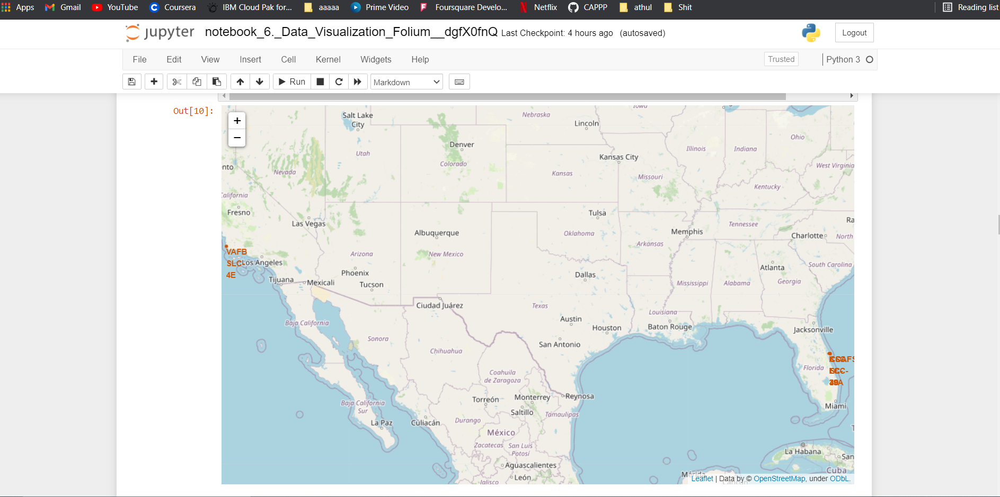 Apps Gmail YouTube Coursera IBM Cloud Pak for... aaaaa Prime Video Foursquare Develo... Netflix CAPPP athul Shit Reading list
jupyter notebook_6._Data_Visualization_Folium__dgfX0fnQ Last Checkpoint: 4 hours ago (autosaved) Logout
File Edit View Insert Cell Kernel Widgets Help Trusted Python 3
Run Markdown
Out[10]:
+
−
Salt Lake
City
Nebraska
Iowa
Lincoln
Denver
Ohio
Utah
Illinois
Indiana
Kansas City
Colorado
nto
Nevada
Kansas
Missouri
West Virginia
Kentucky
California
Fresno
Las Vegas
Tulsa
Ra
Albuquerque
Oklahoma
Memphis
Tennessee
Charlotte
North
Arkansas
VAFB
SLC-
4E
Los Angeles
Arizona
New Mexico
Atlanta
South Carolina
Phoenix
Dallas
Tijuana
Mexicali
Tucson
Mississippi
Alabama
Georgia
Ciudad Juárez
Texas
Louisiana
Baja California
Austin
Houston
Baton Rouge
Jacksonville
Sonora
San Antonio
Chihuahua
Florida
Coahuila
de Zaragoza
Torreón
Monterrey
Reynosa
Baja California
Sur
Saltillo
Tamaulipas
Miami
La Paz
Culiacán
Durango
México
Zacatecas
San Luis
Potosí
La Habana
San
Aguascalientes
Cuba
León
Jalisco
Leaflet | Data by © OpenStreetMap, under ODbL.